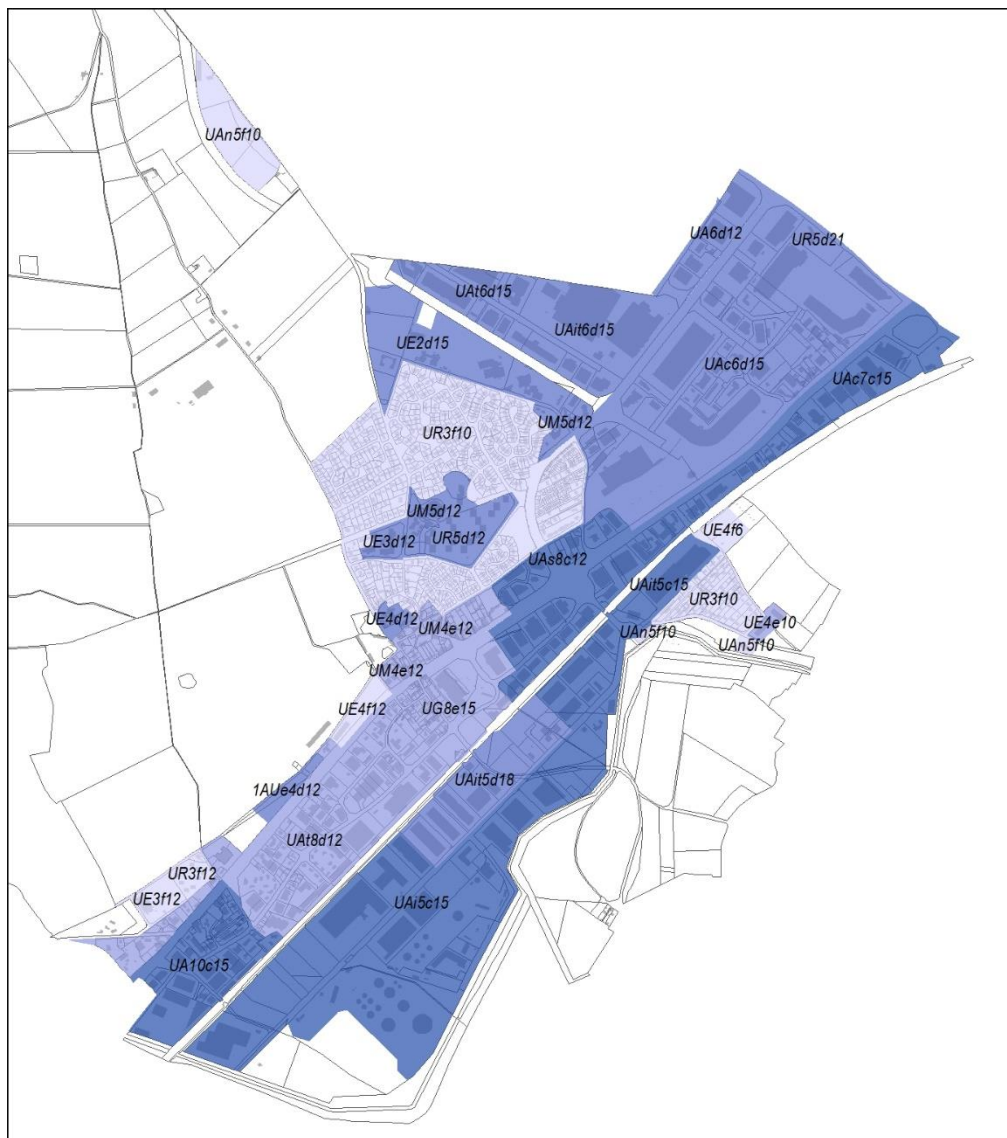 UAn5f10
UA6d12
UR5d21
UAt6d15
UAit6d15
UE2d15
UAc6d15
UAc7c15
UM5d12
UR3f10
UM5d12
UE4f6
UE3d12
UR5d12
UAs8c12
UAit5c15
UR3f10
UE4d12
UM4e12
UE4e10
UAn5f10
UAn5f10
UM4e12
UE4f12
UG8e15
UAit5d18
1AUe4d12
UAt8d12
UR3f12
UE3f12
UAi5c15
UA10c15